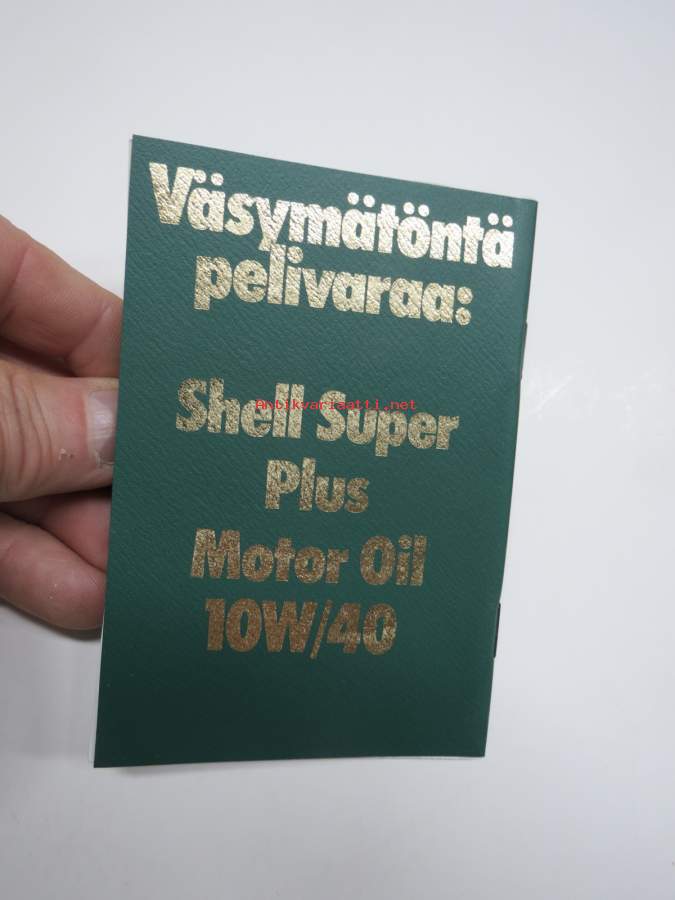 Väsymätöntä
pelivaraa:
Shell Super
Antikvariaatti.net
Plus
Motor Oil
10W/40